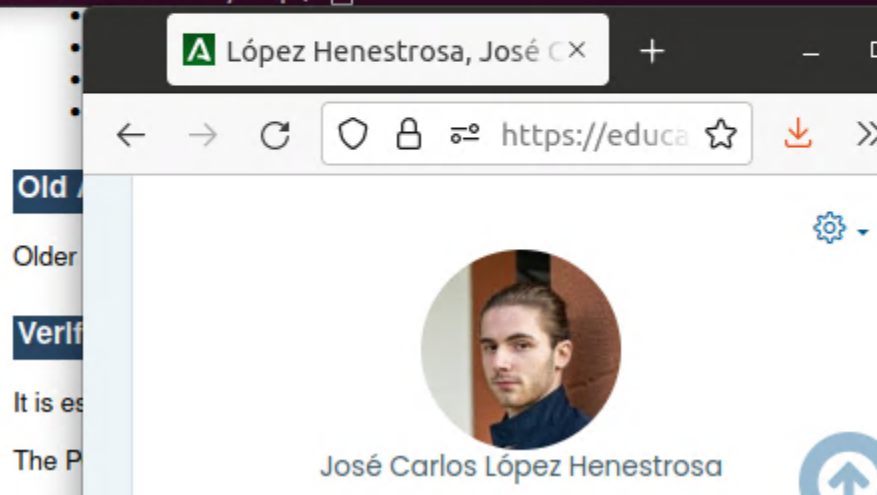 López Henestrosa, José C
https://educa
Old
Older
Verif
It is es
The P
José Carlos López Henestrosa